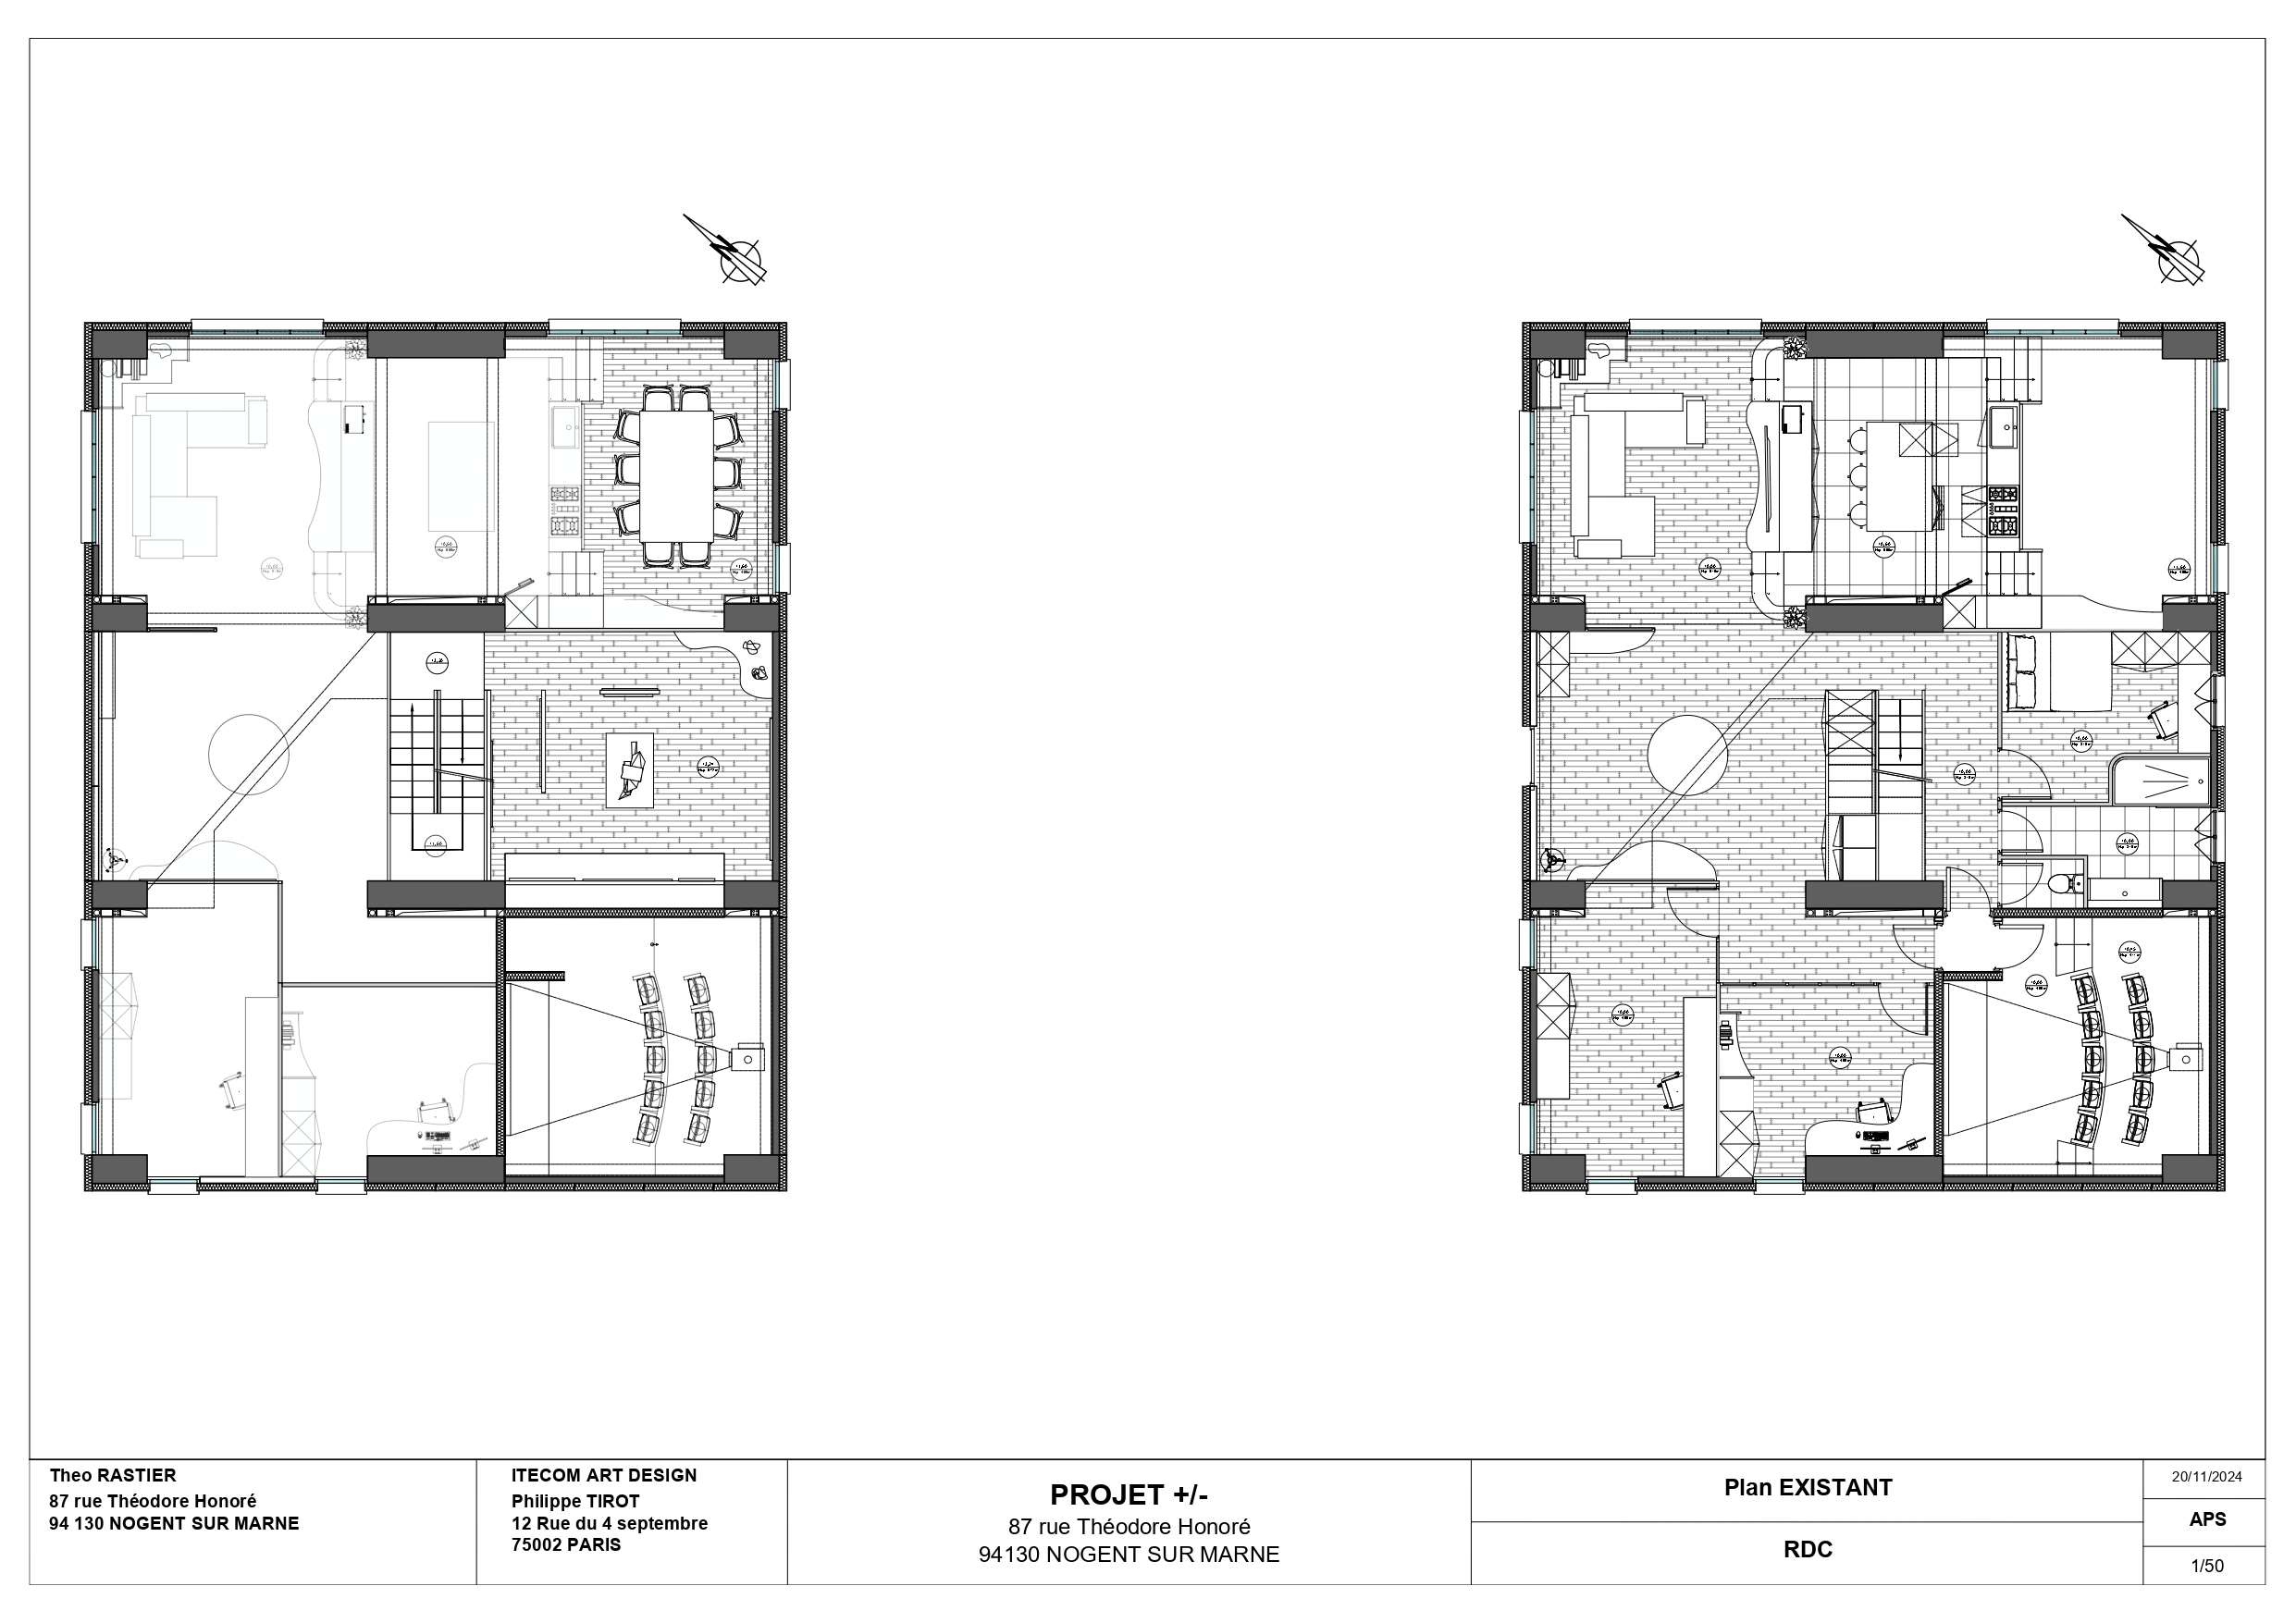 Theo RASTIER
87 rue Théodore Honoré
94 130 NOGENT SUR MARNE
ITECOM ART DESIGN
Philippe TIROT
12 Rue du 4 septembre
75002 PARIS
PROJET +/-
87 rue Théodore Honoré
94130 NOGENT SUR MARNE
Plan EXISTANT
RDC
20/11/2024
APS
1/50